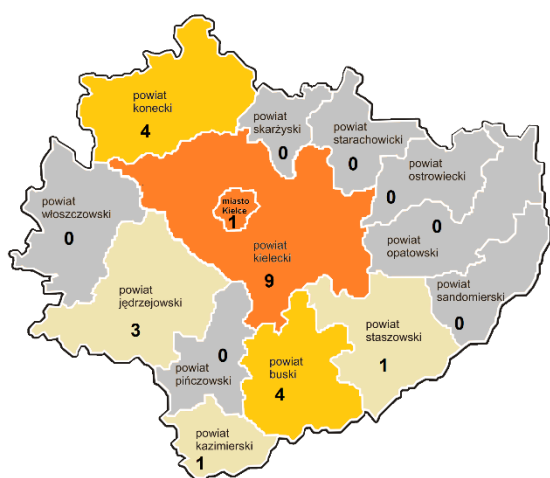 powiat
konecki
4
powiat
skarżyski
0
powiat
starachowicki
0
powiat
ostrowiecki
0
powiat
włoszczowski
0
miasto
Kielce
1
powiat
kielecki
9
0
powiat
opatowski
powiat
sandomierski
0
powiat
jędrzejowski
3
0
powiat
pińczowski
powiat
buski
4
powiat
staszowski
1
powiat
kazimierski
1